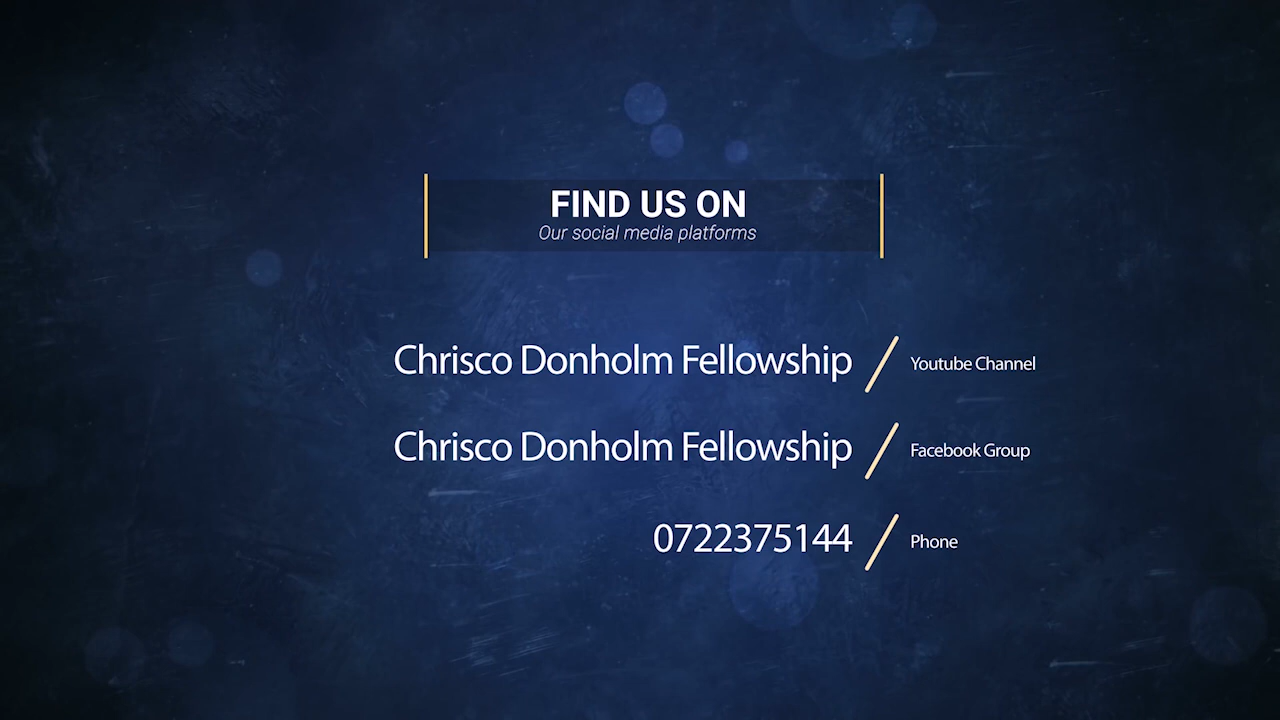 FIND US ON
Our social media platforms
Chrisco Donholm Fellowship / Youtube Channel
Chrisco Donholm Fellowship / Facebook Group
0722375144 / Phone